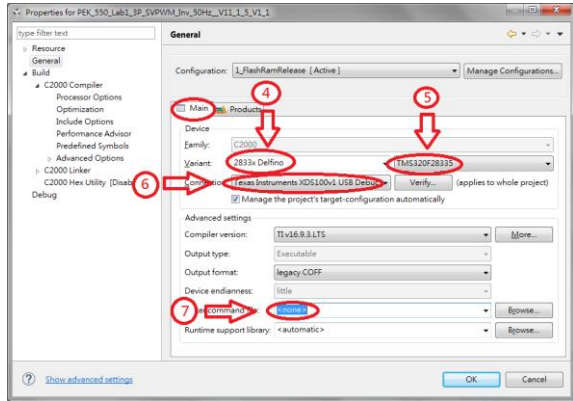 Properties for PEK_550_Lab1_3P_SVPWM_Inv_50Hz__V11_1_5_V1_1
type filter text
Resource
General
Build
C2000 Compiler
Processor Options
Optimization
Include Options
Performance Advisor
Predefined Symbols
Advanced Options
C2000 Linker
C2000 Hex Utility [Disab
Debug
General
Configuration: 1_FlashRamRelease [ Active ]
Manage Configurations...
4
5
Main
Products
Device
Family: C2000
Variant: 2833x Delfino
TMS320F28335
6
Connection: Texas Instruments XDS100v1 USB Debug
Verify... (applies to whole project)
Manage the project's target-configuration automatically
Advanced settings
Compiler version: TI v16.9.3.LTS
More...
Output type: Executable
Output format: legacy COFF
Device endianness: little
7
command file: <none>
Browse...
Runtime support library: <automatic>
Browse...
Show advanced settings
OK
Cancel